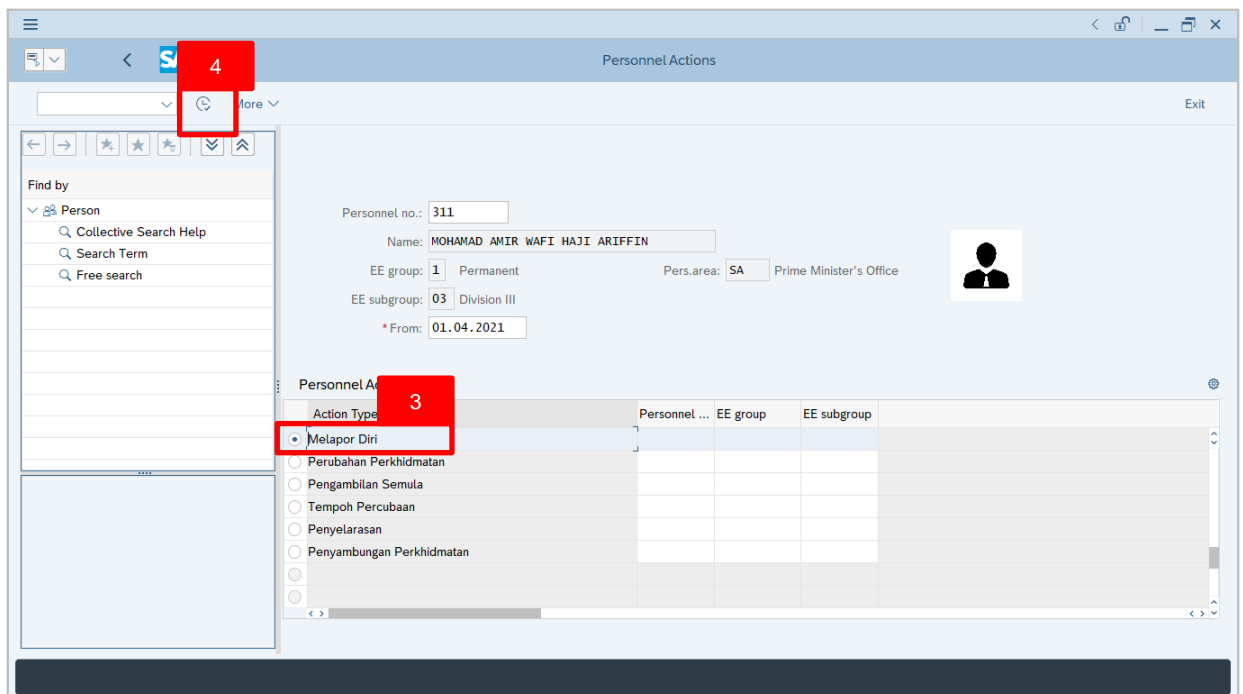 Personnel Actions
4
More
Exit
Find by
Person
Collective Search Help
Search Term
Free search
Personnel no.: 311
Name: MOHAMAD AMIR WAFI HAJI ARIFFIN
EE group: 1 Permanent Pers.area: SA Prime Minister's Office
EE subgroup: 03 Division III
* From: 01.04.2021
Personnel
3
Action Type Personnel ... EE group EE subgroup
Melapor Diri
Perubahan Perkhidmatan
Pengambilan Semula
Tempoh Percubaan
Penyelarasan
Penyambungan Perkhidmatan